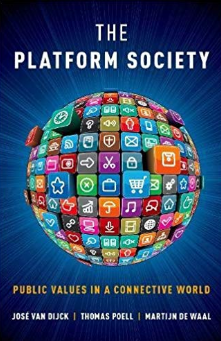 THE
PLATFORM SOCIETY
PUBLIC VALUES IN A CONNECTIVE WORLD
JOSÉ VAN DIJCK | THOMAS POELL | MARTIJN DE WAAL